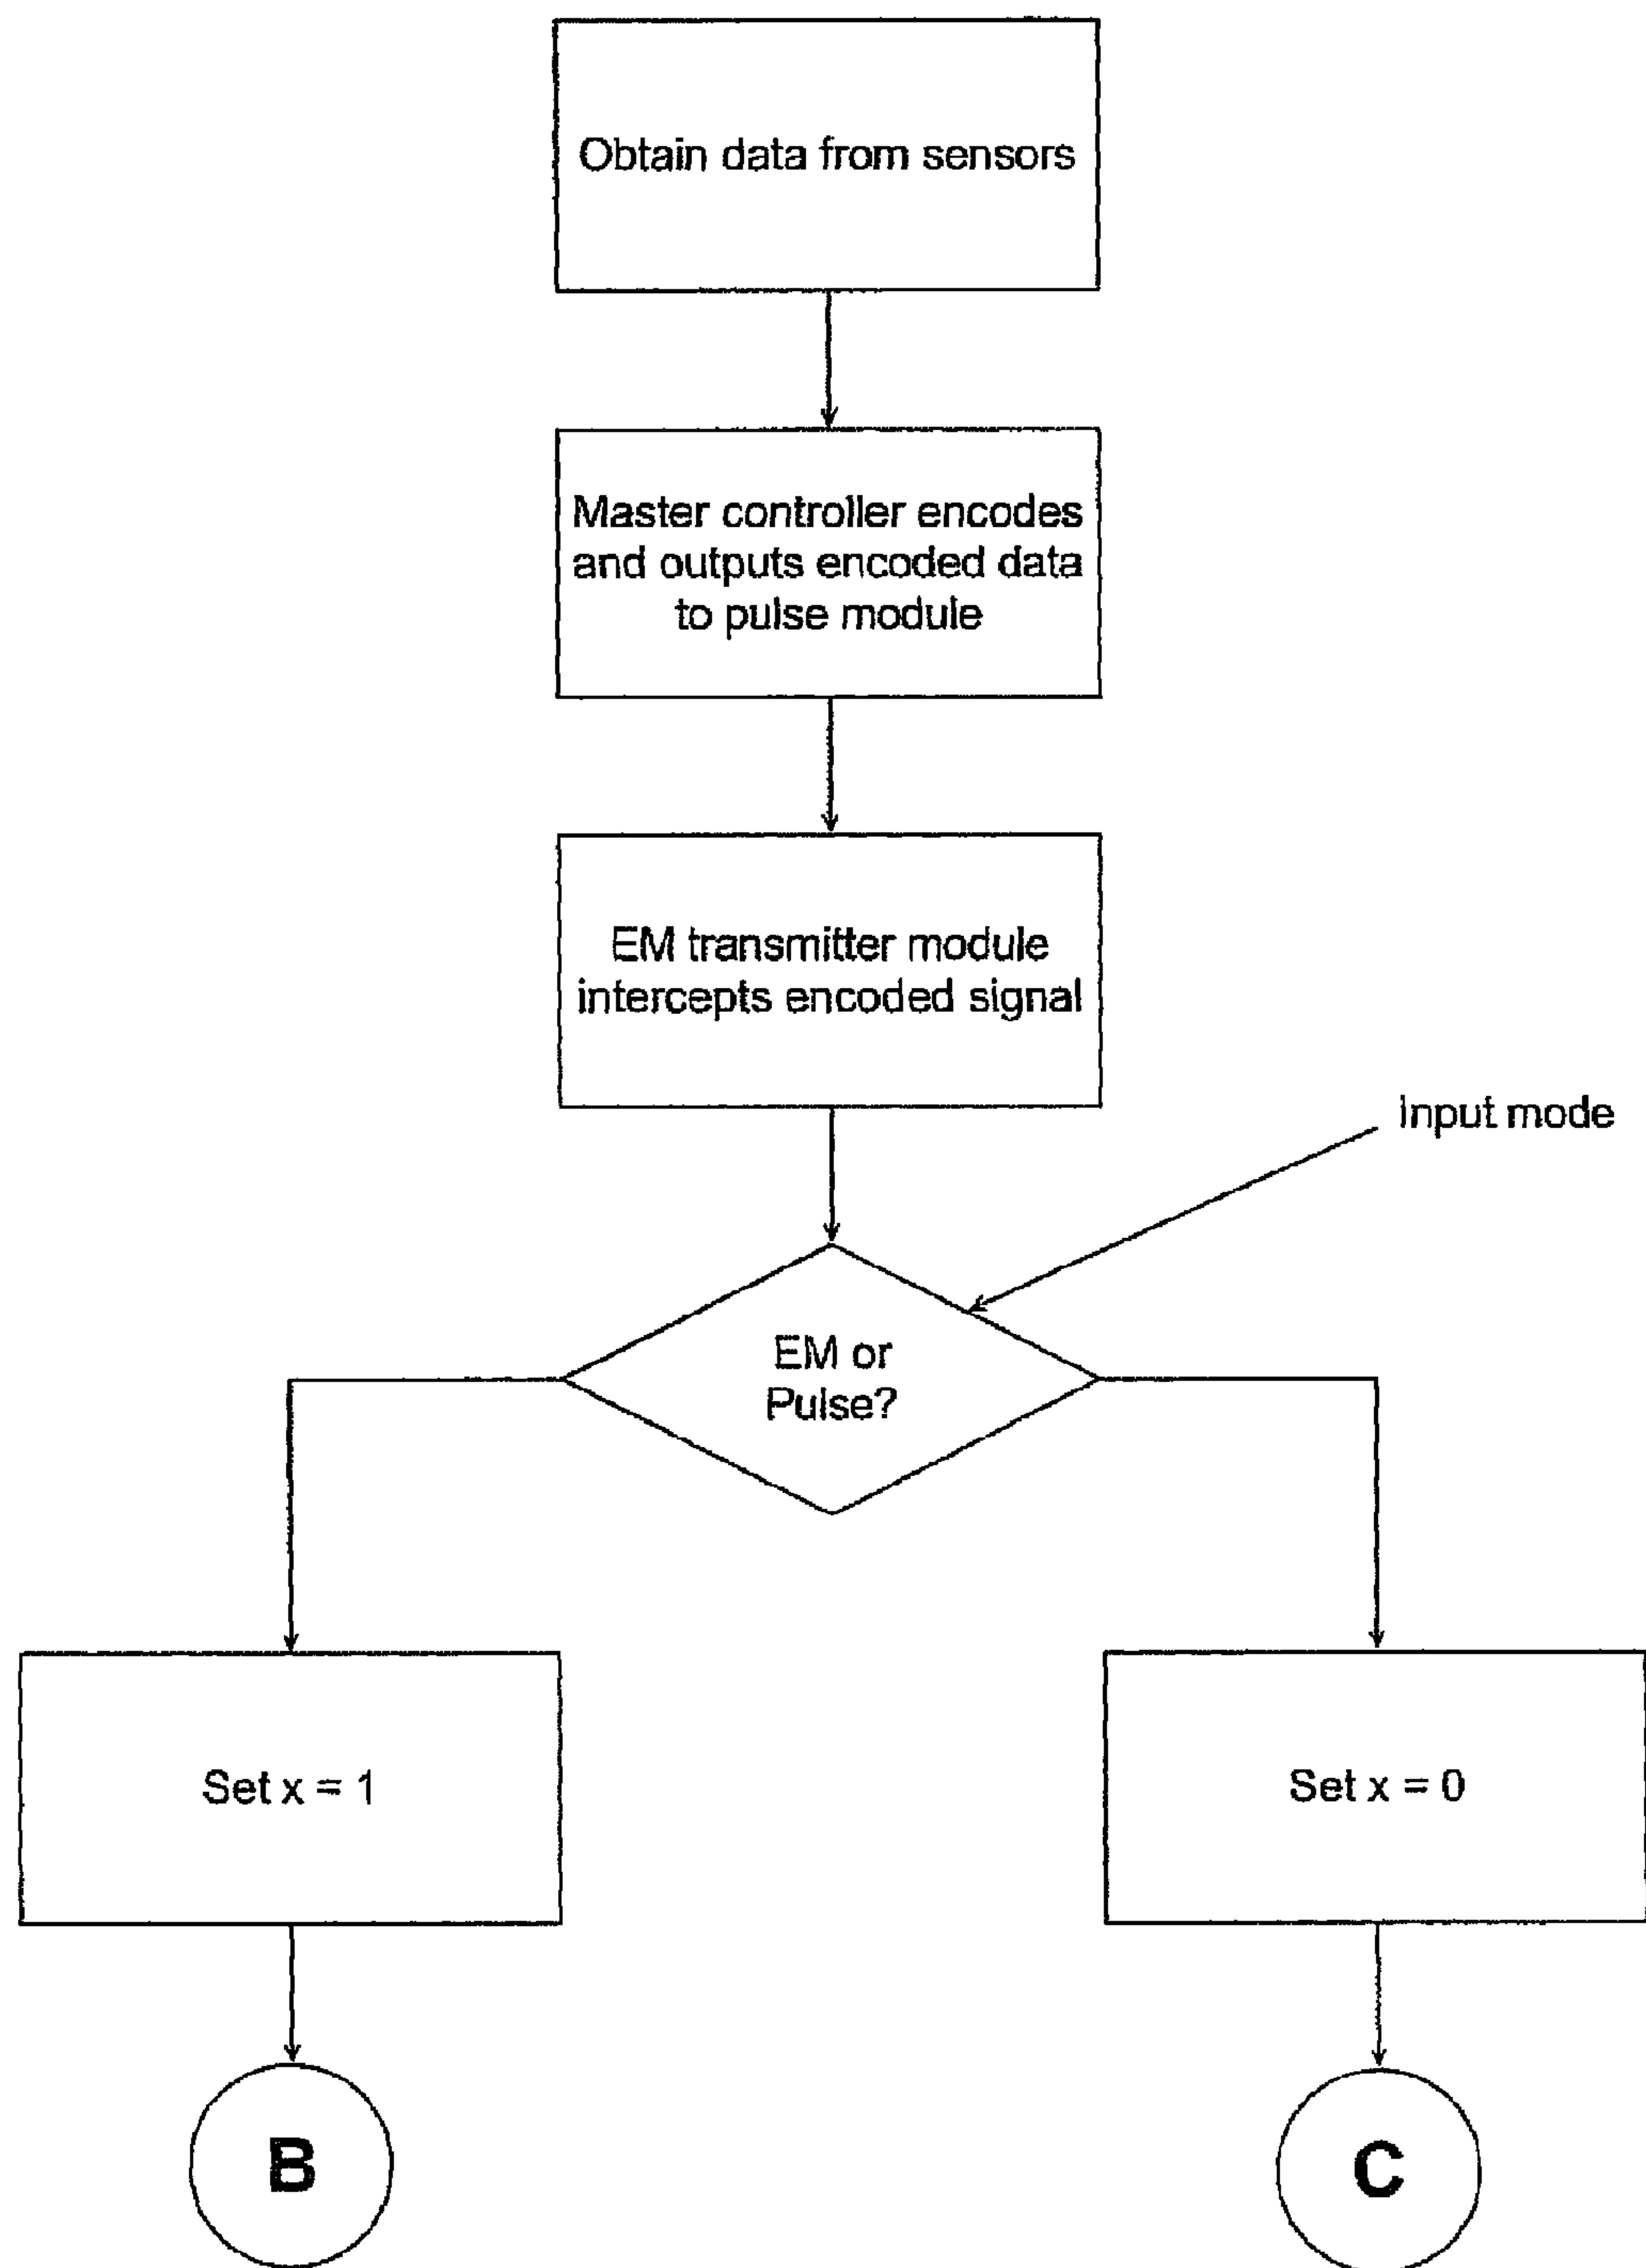 Obtain data from sensors
Master controller encodes
and outputs encoded data
to pulse module
EM transmitter module
intercepts encoded signal
Input mode
EM or
Pulse?
Set x = 1
Set x = 0
B
C